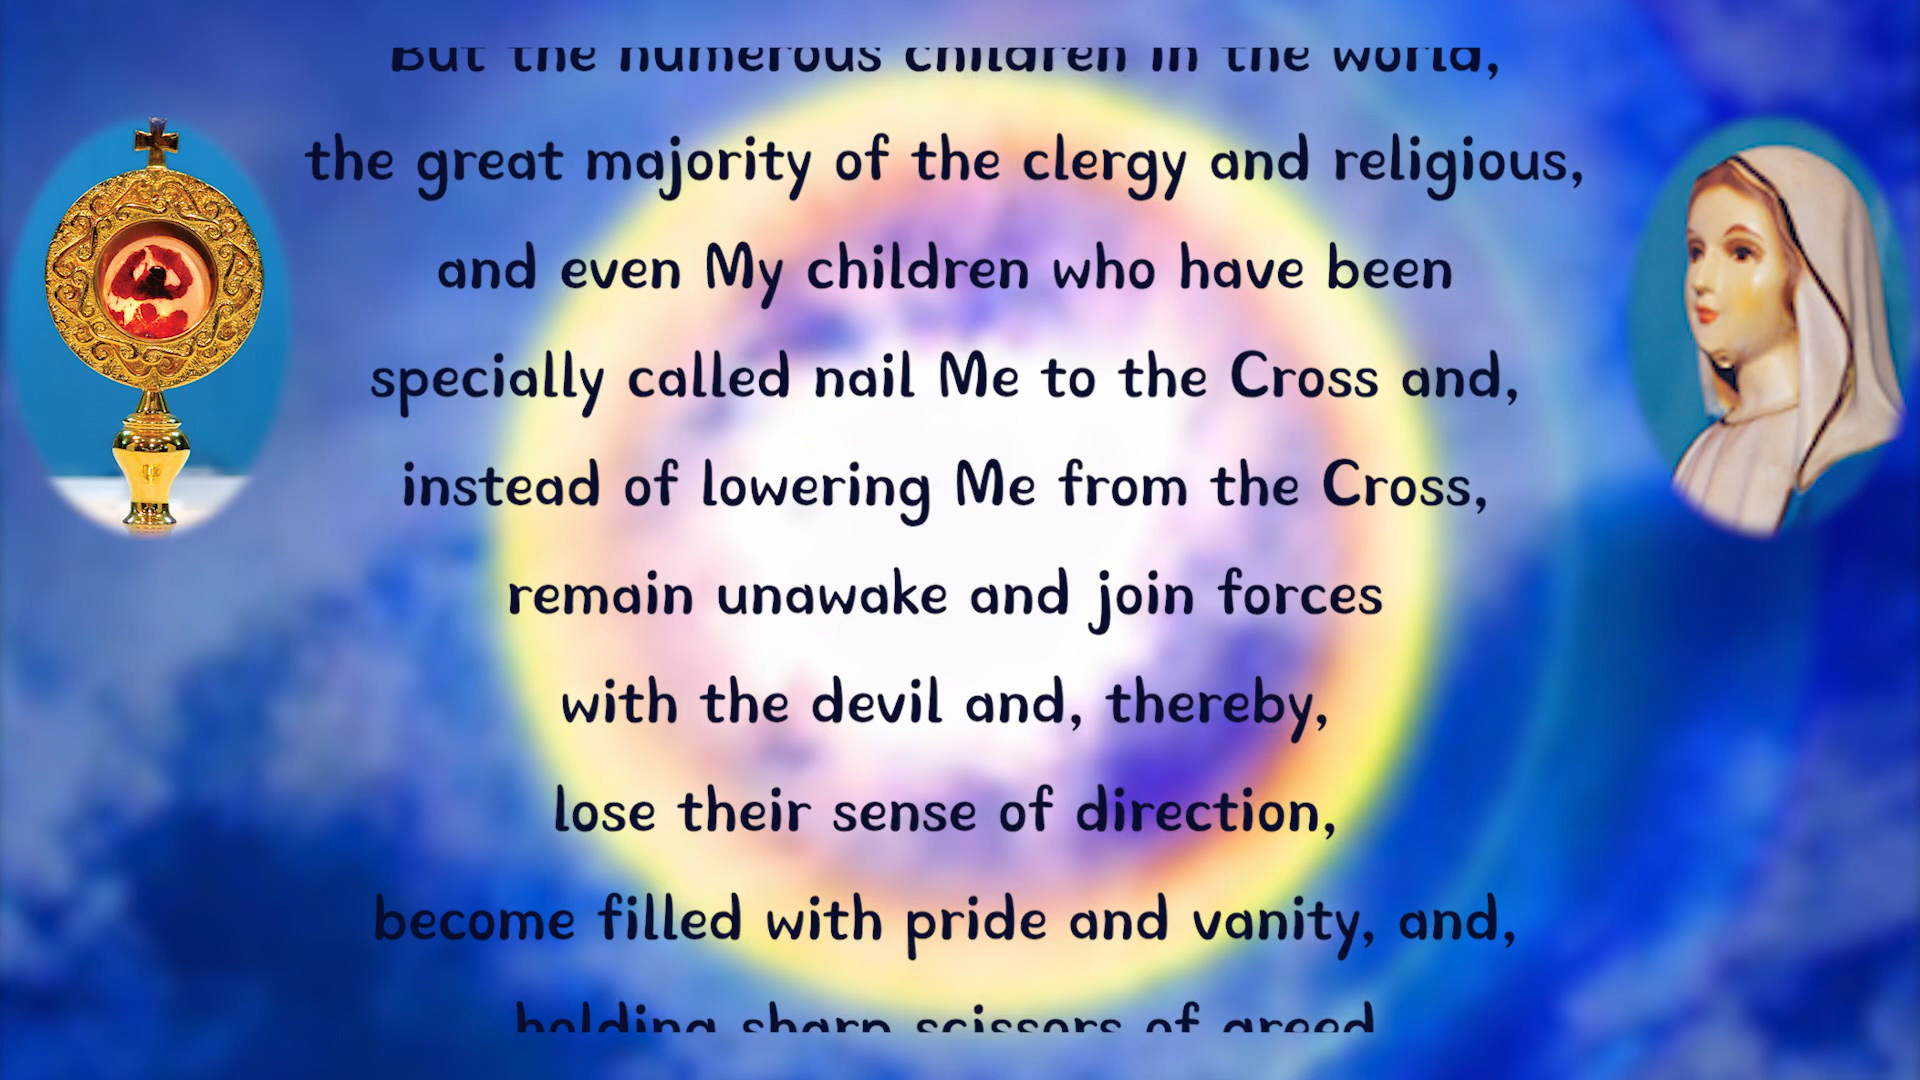 But the numerous children in the world,
the great majority of the clergy and religious,
and even My children who have been
specially called nail Me to the Cross and,
instead of lowering Me from the Cross,
remain unawake and join forces
with the devil and, thereby,
lose their sense of direction,
become filled with pride and vanity, and,
holding sharp scissors of greed